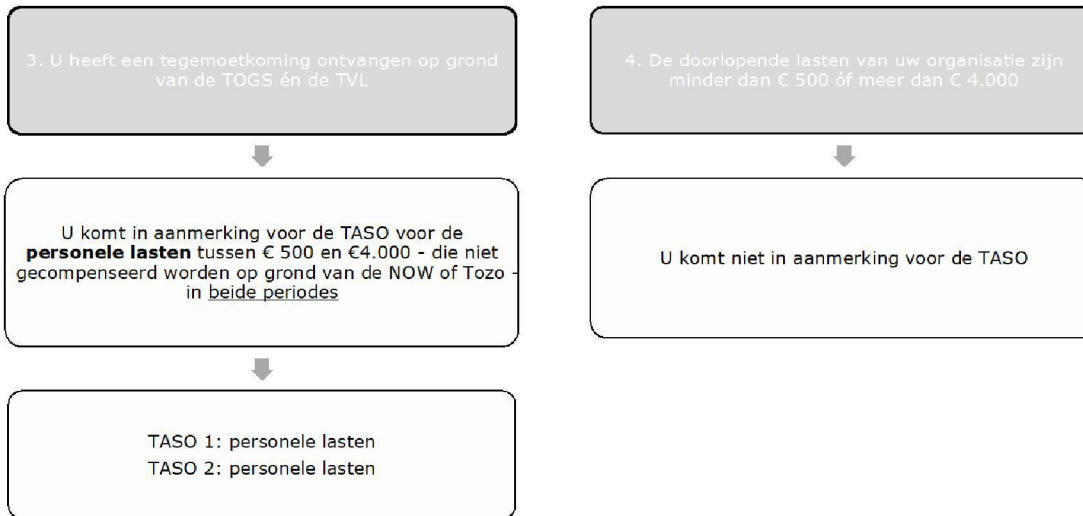 3. U heeft een tegemoetkoming ontvangen op grond
van de TOGS én de TVL
U komt in aanmerking voor de TASO voor de
personele lasten tussen € 500 en €4.000 - die niet
gecompenseerd worden op grond van de NOW of Tozo -
in beide periodes
TASO 1: personele lasten
TASO 2: personele lasten
4. De doorlopende lasten van uw organisatie zijn
minder dan € 500 óf meer dan € 4.000
U komt niet in aanmerking voor de TASO